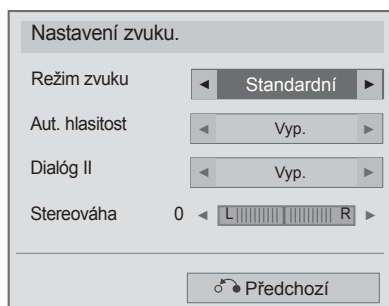 Nastavení zvuku.
Režim zvuku ◄ Standardní ►
Aut. hlasitost ◄ Vyp. ►
Dialóg II ◄ Vyp. ►
Stereováha 0 ◄ L R ►
Předchozí